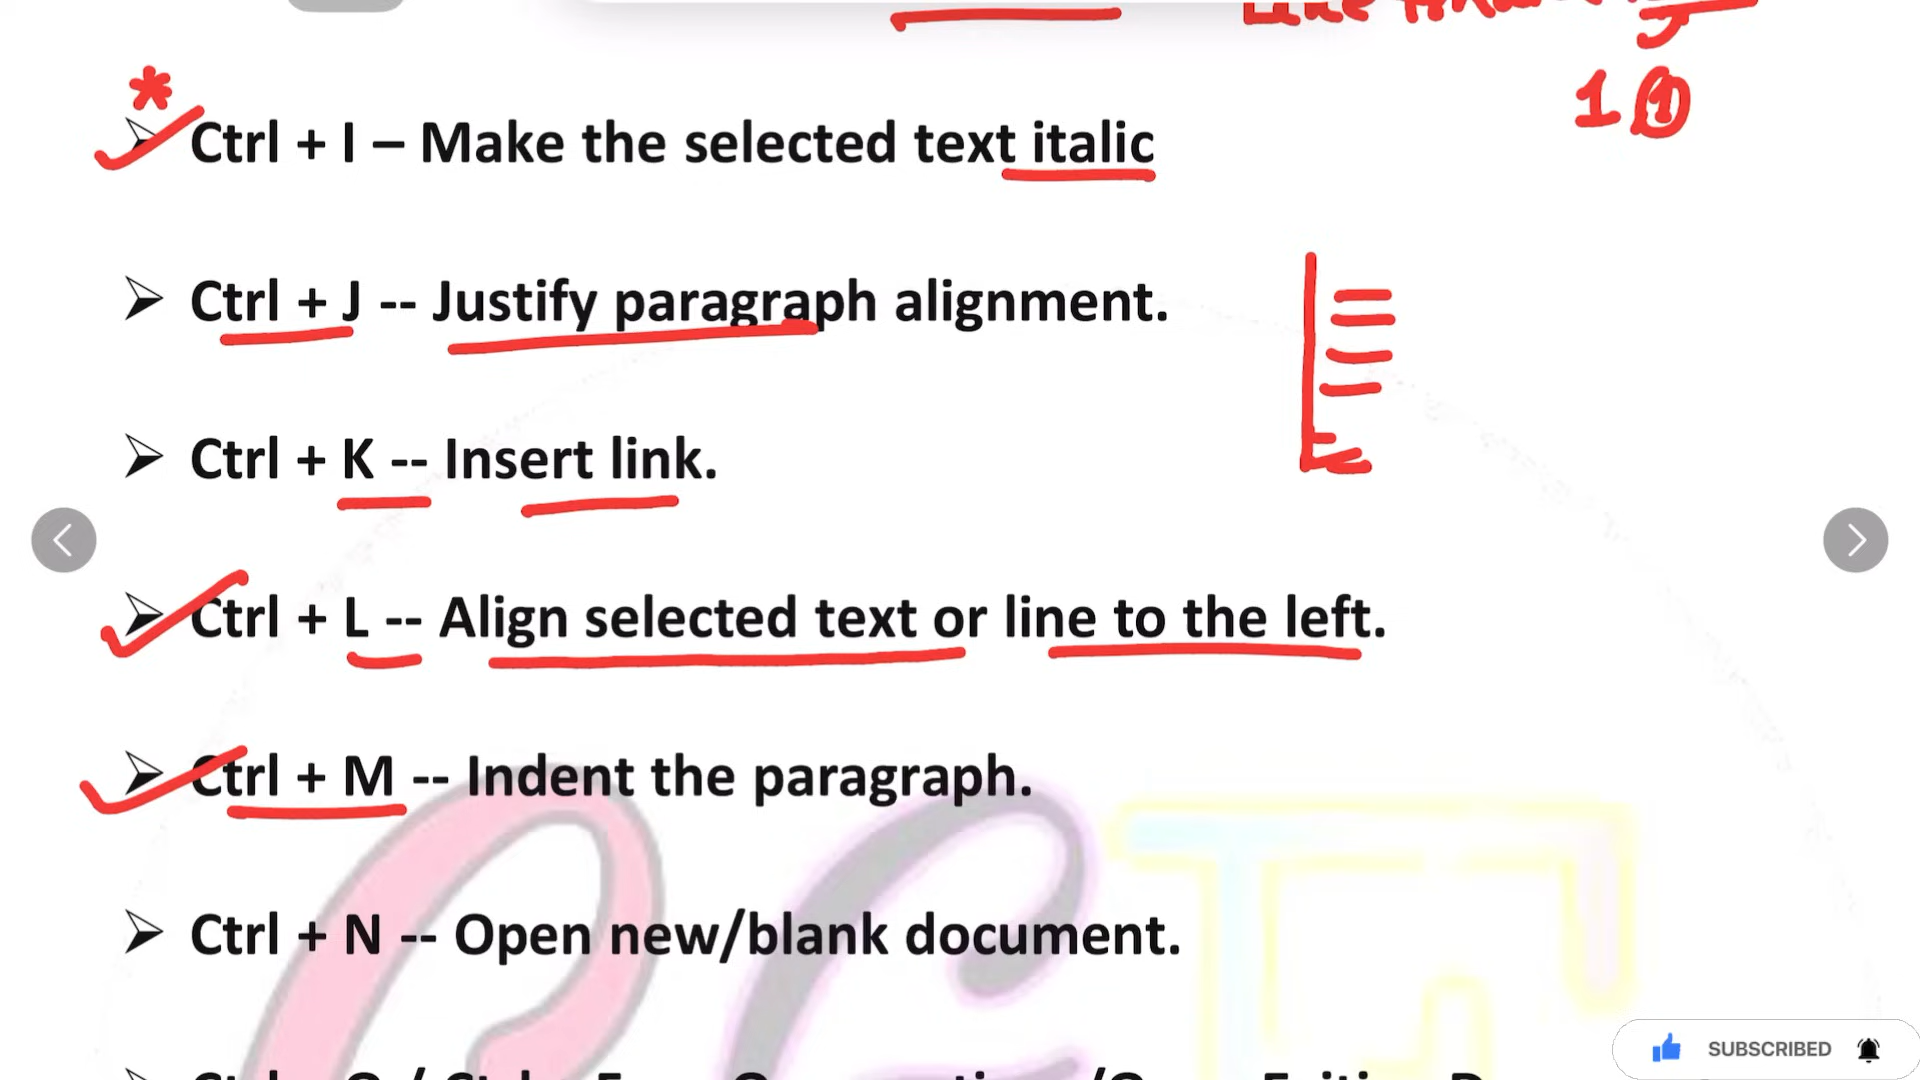 * 
10
➢ Ctrl + I – Make the selected text italic
➢ Ctrl + J -- Justify paragraph alignment.
➢ Ctrl + K -- Insert link.
➢ Ctrl + L -- Align selected text or line to the left.
➢ Ctrl + M -- Indent the paragraph.
➢ Ctrl + N -- Open new/blank document.
SUBSCRIBED